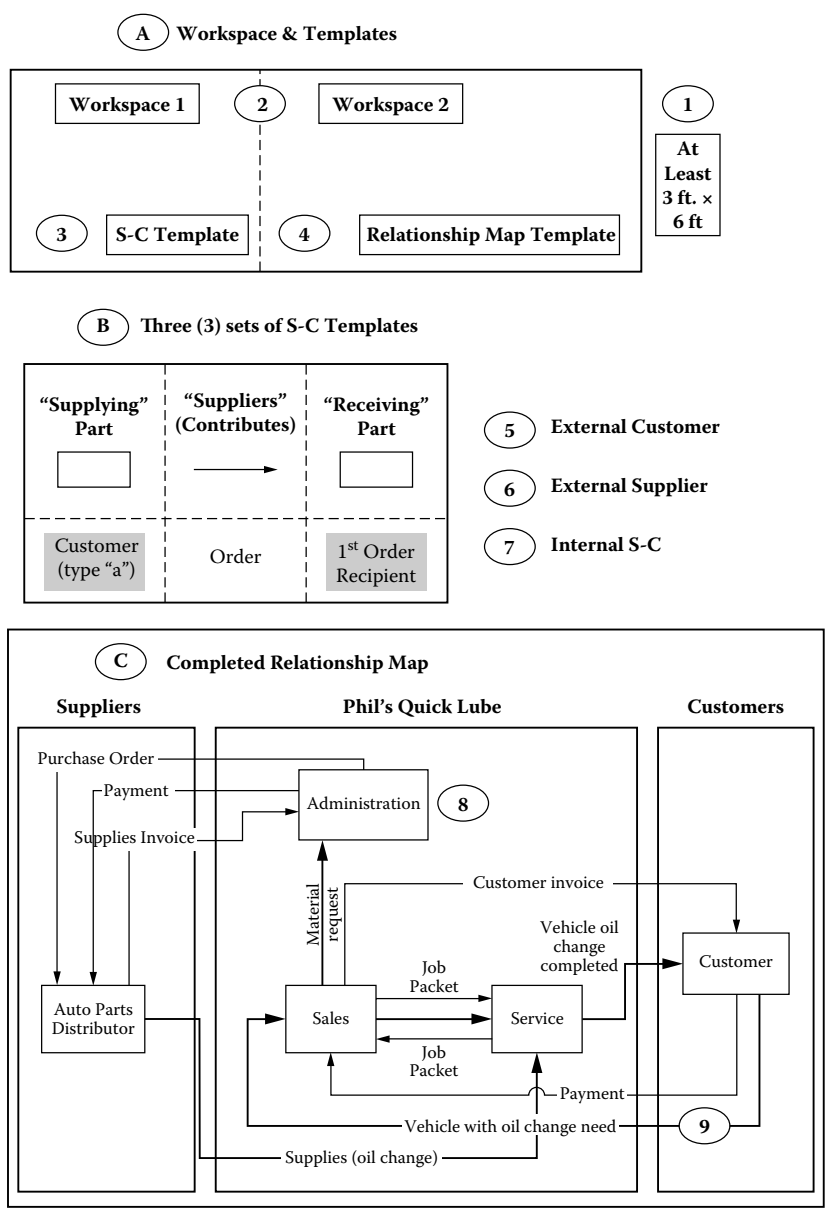 A Workspace & Templates
Workspace 1
2
Workspace 2
1
At
Least
3 ft. ×
6 ft
3
S-C Template
4
Relationship Map Template
B Three (3) sets of S-C Templates
“Supplying”
Part
“Suppliers”
(Contributes)
“Receiving”
Part
Customer
(type “a”)
Order
1st Order
Recipient
5 External Customer
6 External Supplier
7 Internal S-C
C Completed Relationship Map
Suppliers
Phil’s Quick Lube
Customers
Purchase Order
Payment
Supplies Invoice
Administration
8
Material
request
Customer invoice
Vehicle oil
change
completed
Customer
Job
Packet
Auto Parts
Distributor
Sales
Service
Job
Packet
Payment
Vehicle with oil change need
9
Supplies (oil change)